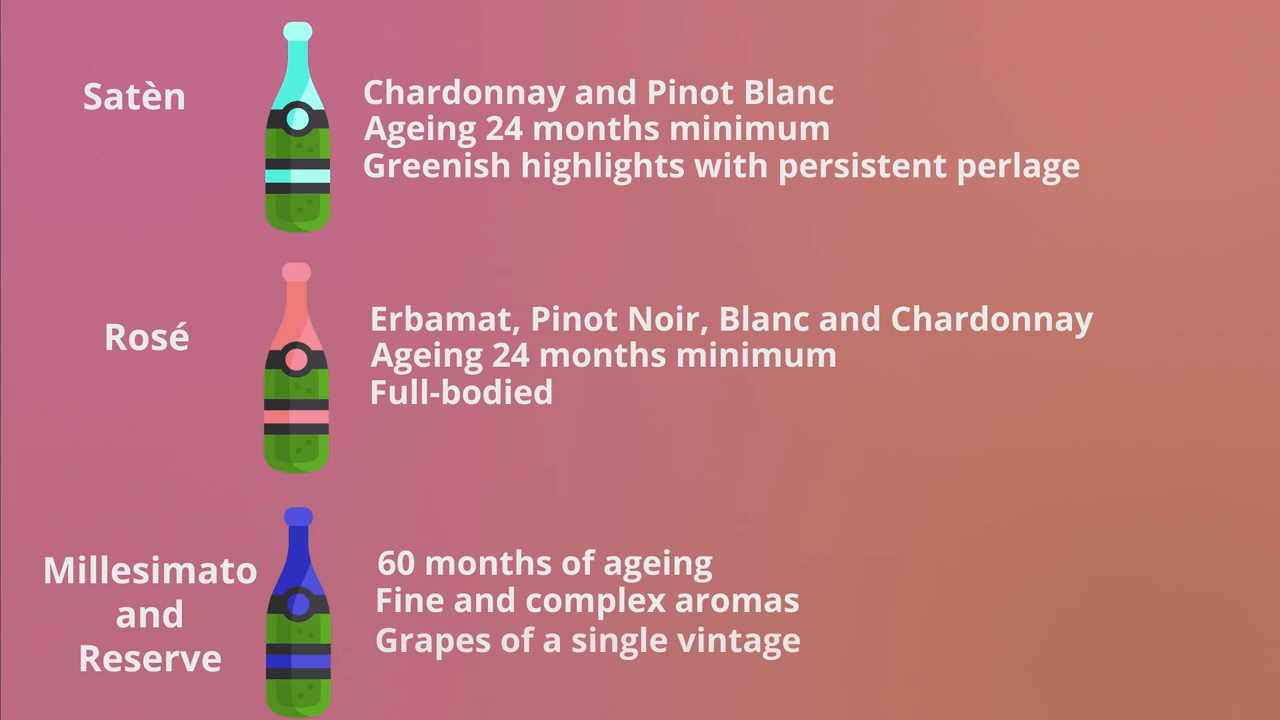 Satèn
Chardonnay and Pinot Blanc
Ageing 24 months minimum
Greenish highlights with persistent perlage
Rosé
Erbamat, Pinot Noir, Blanc and Chardonnay
Ageing 24 months minimum
Full-bodied
Millesimato
and
Reserve
60 months of ageing
Fine and complex aromas
Grapes of a single vintage